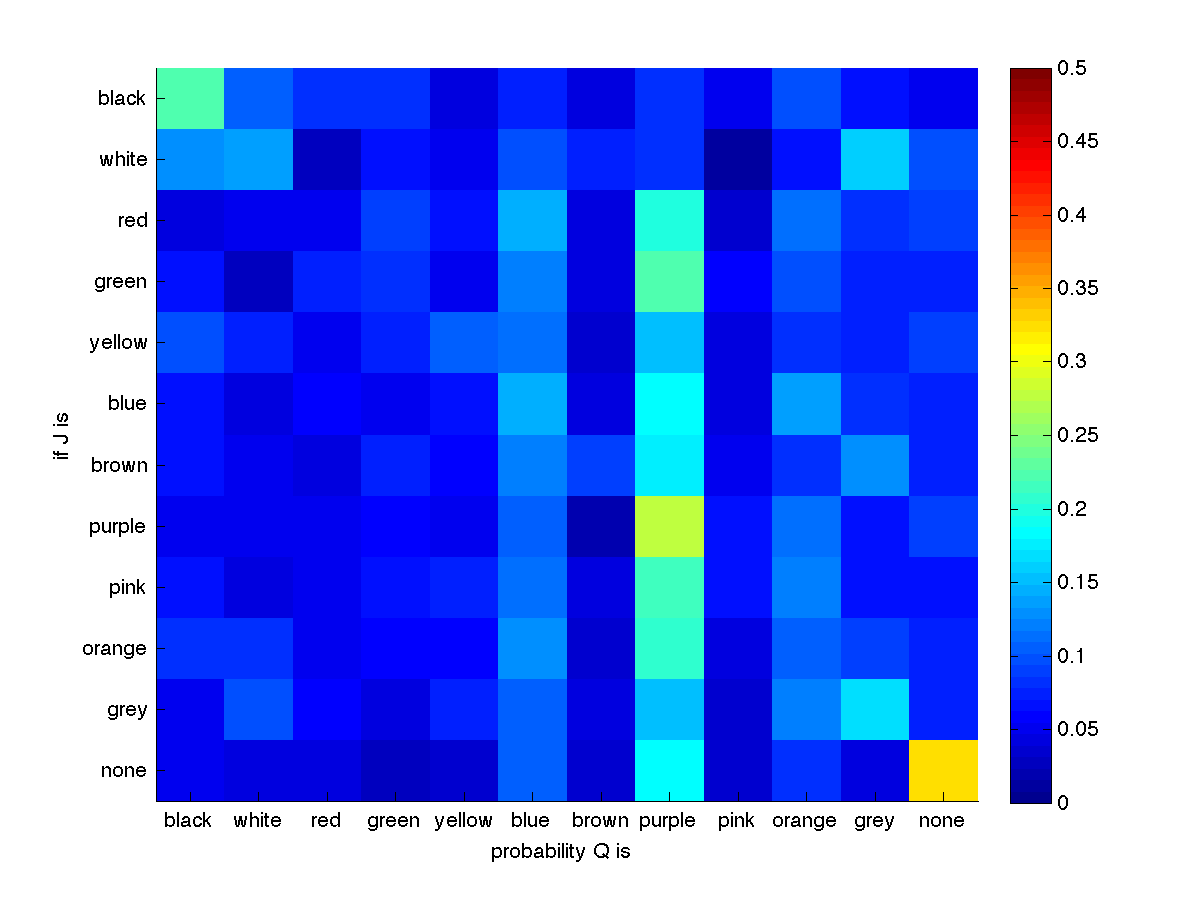 black
white
red
green
yellow
blue
brown
purple
pink
orange
grey
none
if J is
black white red green yellow blue brown purple pink orange grey none
probability Q is
0.5
0.45
0.4
0.35
0.3
0.25
0.2
0.15
0.1
0.05
0